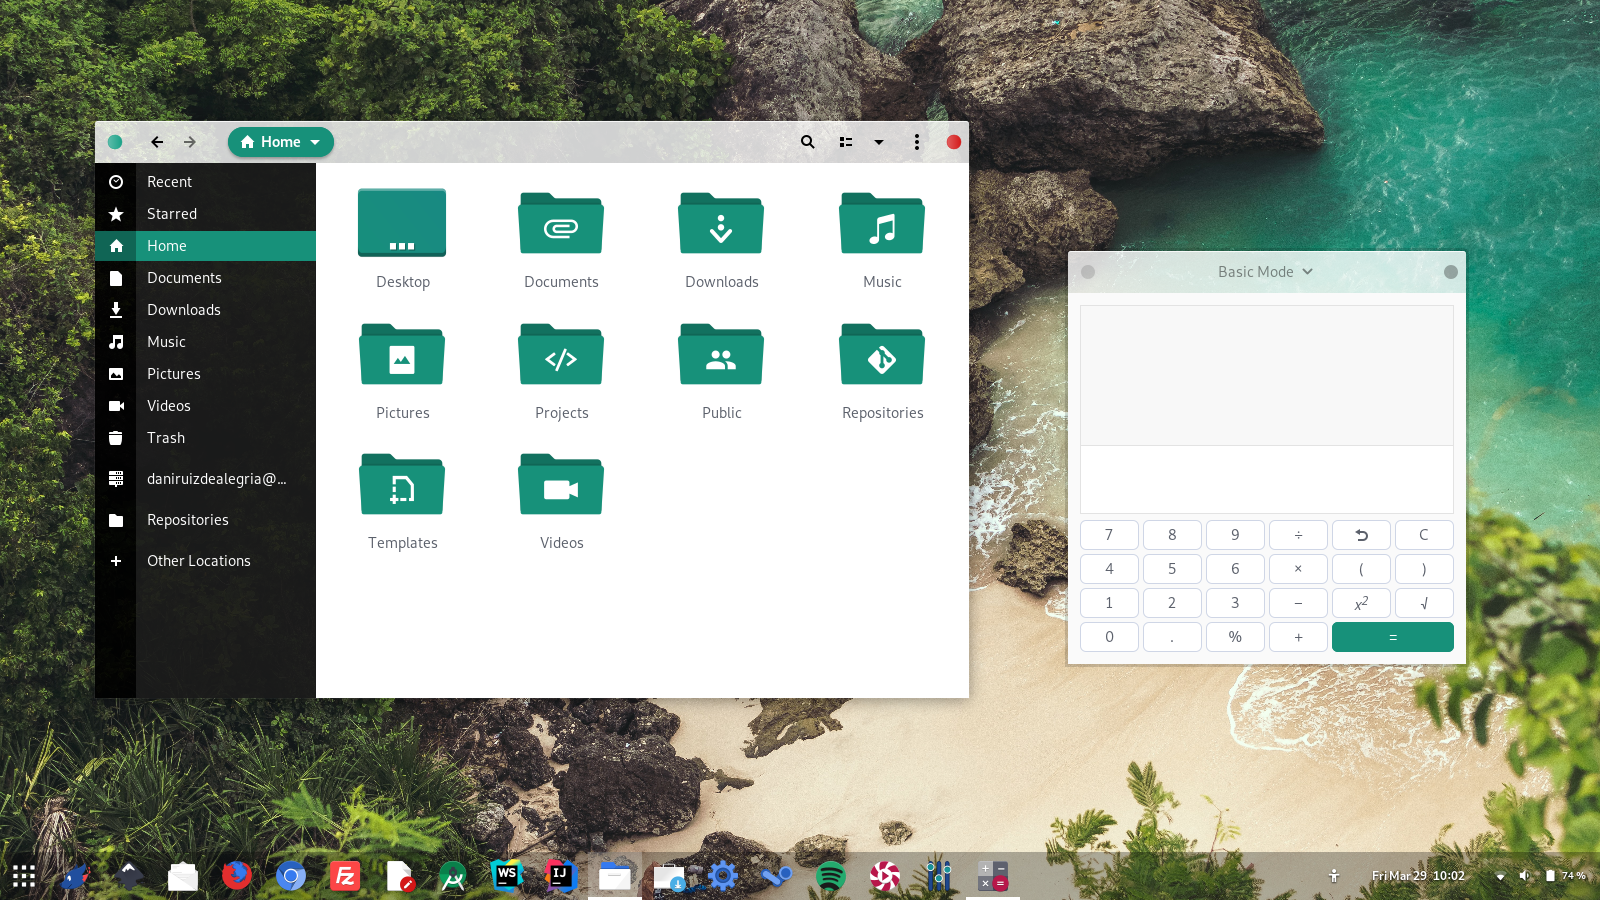 Home
Recent
Starred
Home
Documents
Downloads
Music
Pictures
Videos
Trash
daniruizdealegria@...
Repositories
Other Locations
Desktop
Documents
Downloads
Music
Pictures
Projects
Public
Repositories
Templates
Videos
Basic Mode
7 8 9 ÷ C
4 5 6 × ( )
1 2 3 − x² √
0 . % + =
FZ
WS
IJ
Fri Mar 29 10:02
74 %